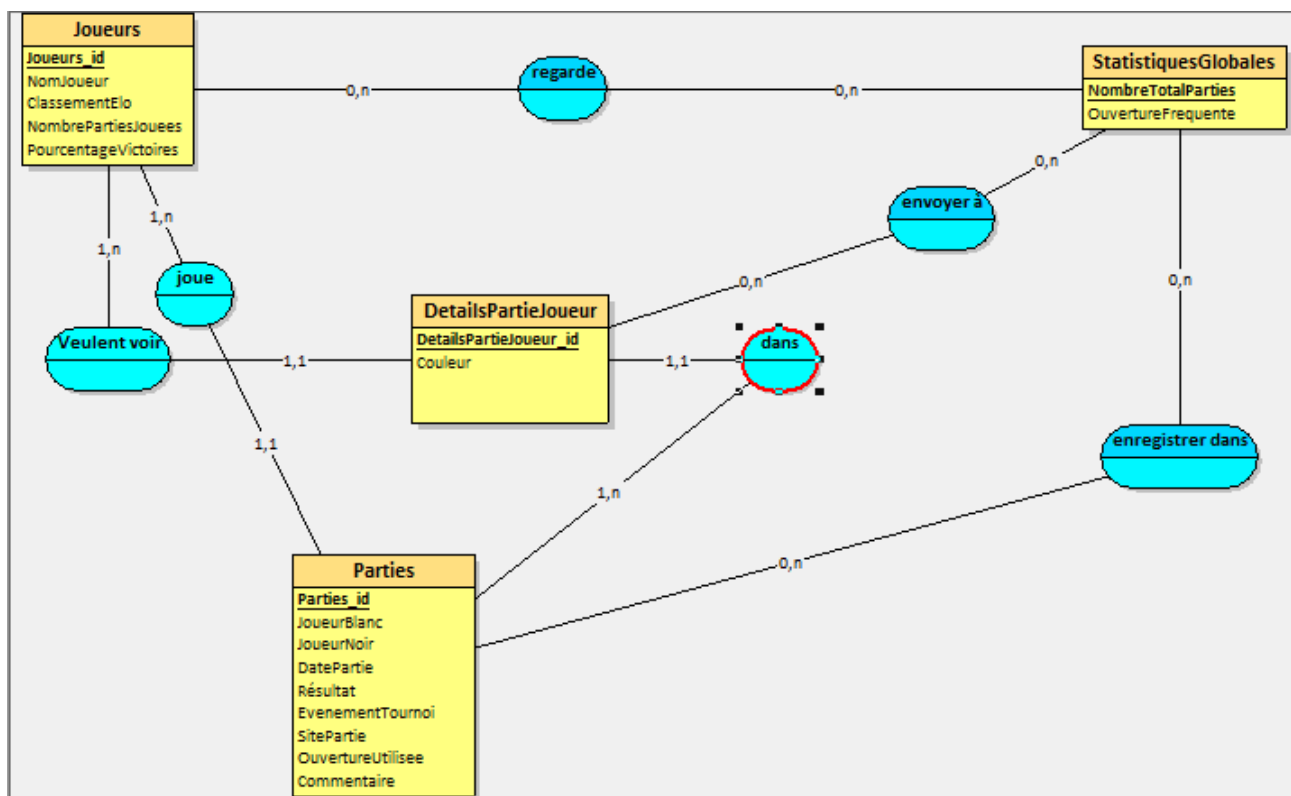 Joueurs
Joueurs_id
NomJoueur
ClassementElo
NombrePartiesJouees
PourcentageVictoires
0,n
regarde
0,n
StatistiquesGlobales
NombreTotalParties
OuvertureFrequente
0,n
envoyer à
0,n
1,n
1,n
joue
Veulent voir
1,1
DetailsPartieJoueur
DetailsPartieJoueur_id
Couleur
1,1
dans
0,n
enregistrer dans
1,1
1,n
0,n
Parties
Parties_id
JoueurBlanc
JoueurNoir
DatePartie
Résultat
EvenementTournoi
SitePartie
OuvertureUtilisee
Commentaire